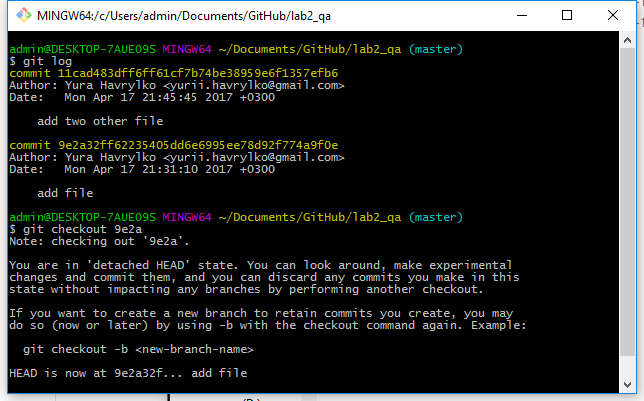 MINGW64:/c/Users/admin/Documents/GitHub/lab2_qa
admin@DESKTOP-7AUE09S MINGW64 ~/Documents/GitHub/lab2_qa (master)
$ git log
commit 11cad483dff6ff61cf7b74be38959e6f1357efb6
Author: Yura Havrylko <yurii.havrylko@gmail.com>
Date:   Mon Apr 17 21:45:45 2017 +0300
    add two other file
commit 9e2a32ff62235405dd6e6995ee78d92f774a9f0e
Author: Yura Havrylko <yurii.havrylko@gmail.com>
Date:   Mon Apr 17 21:31:10 2017 +0300
    add file
admin@DESKTOP-7AUE09S MINGW64 ~/Documents/GitHub/lab2_qa (master)
$ git checkout 9e2a
Note: checking out '9e2a'.
You are in 'detached HEAD' state. You can look around, make experimental
changes and commit them, and you can discard any commits you make in this
state without impacting any branches by performing another checkout.
If you want to create a new branch to retain commits you create, you may
do so (now or later) by using -b with the checkout command again. Example:
  git checkout -b <new-branch-name>
HEAD is now at 9e2a32f... add file